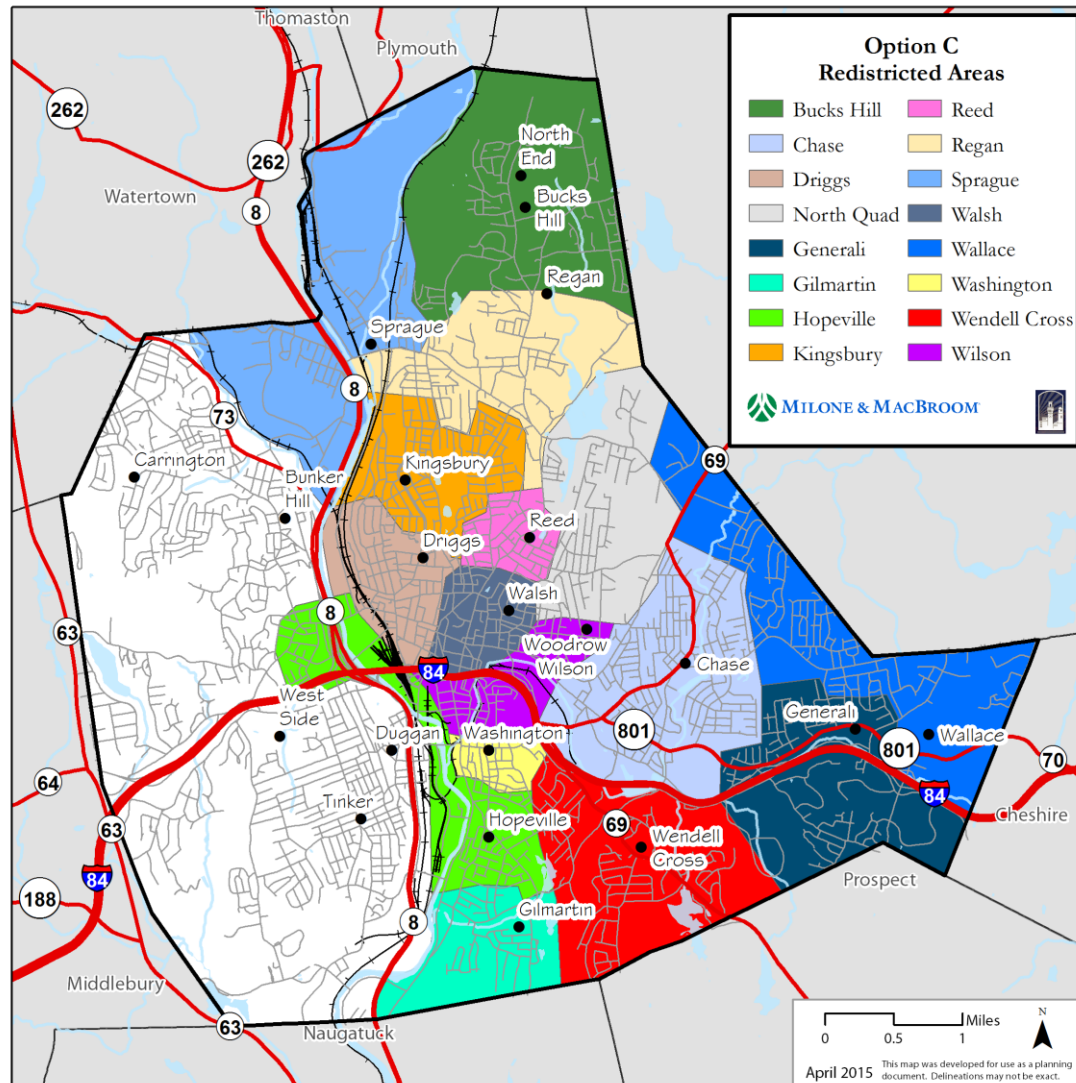 Thomaston
Plymouth
262
262
Watertown
8
North
End
Bucks
Hill
Regan
Sprague
8
73
Carrington
Bunker
Hill
Kingsbury
69
Reed
Driggs
Walsh
8
63
Woodrow
Wilson
Chase
84
West
Side
Duggan
Washington
801
Generali
801
Wallace
70
64
84
Cheshire
Tinker
63
Hopeville
69
Wendell
Cross
84
Prospect
188
8
Gilmartin
Middlebury
63
Naugatuck
Option C
Redistricted Areas
Bucks Hill
Chase
Driggs
North Quad
Generali
Gilmartin
Hopeville
Kingsbury
Reed
Regan
Sprague
Walsh
Wallace
Washington
Wendell Cross
Wilson
MILONE & MACBROOM
N
Miles
0 0.5 1
April 2015
This map was developed for use as a planning
document. Delineations may not be exact.